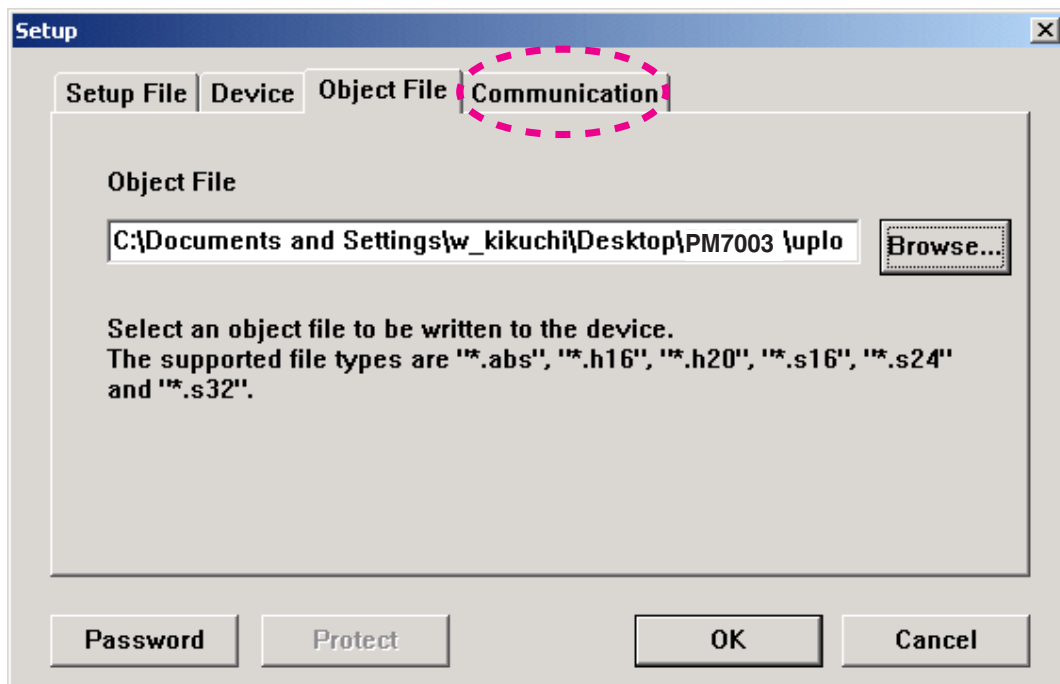 Setup
Setup File Device Object File Communication
Object File
C:\Documents and Settings\w_kikuchi\Desktop\PM7003 \uplo
Browse...
Select an object file to be written to the device.
The supported file types are "*.abs", "*.h16", "*.h20", "*.s16", "*.s24"
and "*.s32".
Password Protect OK Cancel